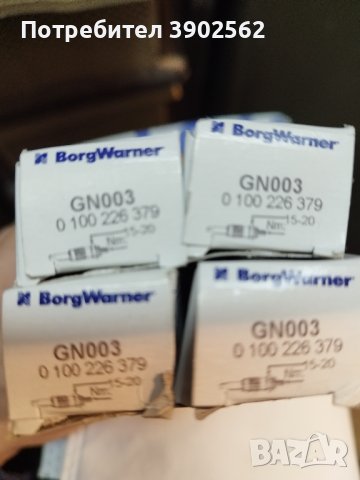 Потребител 3902562
BorgWarner
GN003
0 100 226 379
15-20
Nm
BorgWarner
GN003
0 100 226 379
15-20
Nm
BorgWarner
GN003
0 100 226 379
15-20
Nm
BorgWarner
GN003
0 100 226 379
15-20
Nm
BAZAR